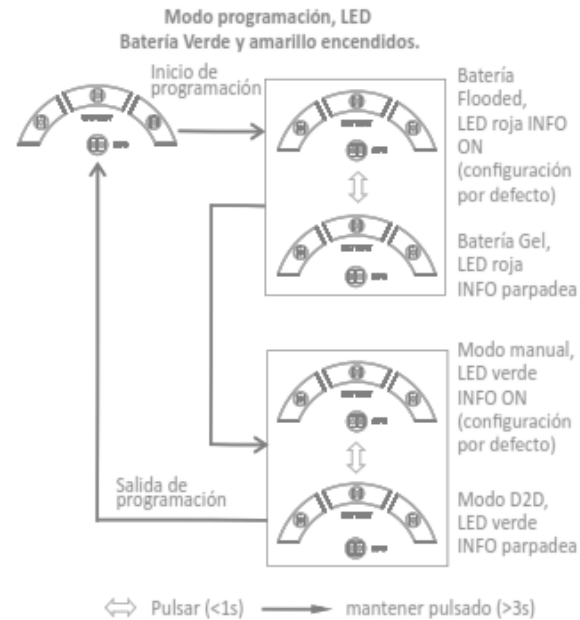 Modo programación, LED
Batería Verde y amarillo encendidos.
Inicio de
programación
Batería
Flooded,
LED roja INFO
ON
(configuración
por defecto)
Batería Gel,
LED roja
INFO parpadea
Modo manual,
LED verde
INFO ON
(configuración
por defecto)
Salida de
programación
Modo D2D,
LED verde
INFO parpadea
Pulsar (<1s)
mantener pulsado (>3s)